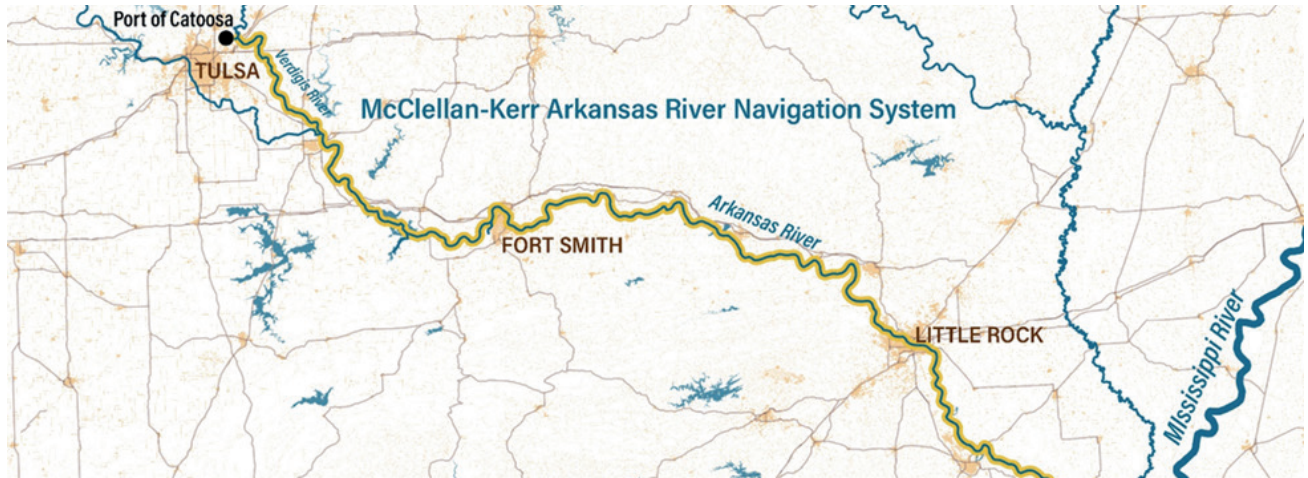 Port of Catoosa
TULSA
Verdigis River
McClellan-Kerr Arkansas River Navigation System
Arkansas River
FORT SMITH
LITTLE ROCK
MIssissippi River